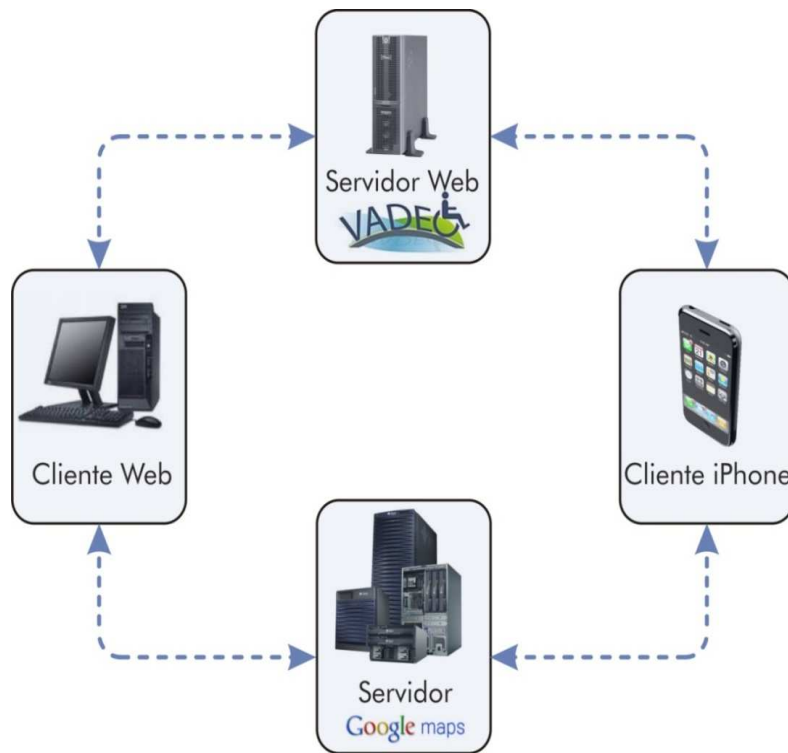 Servidor Web
VADEO
Cliente Web
Cliente iPhone
Servidor
Google maps